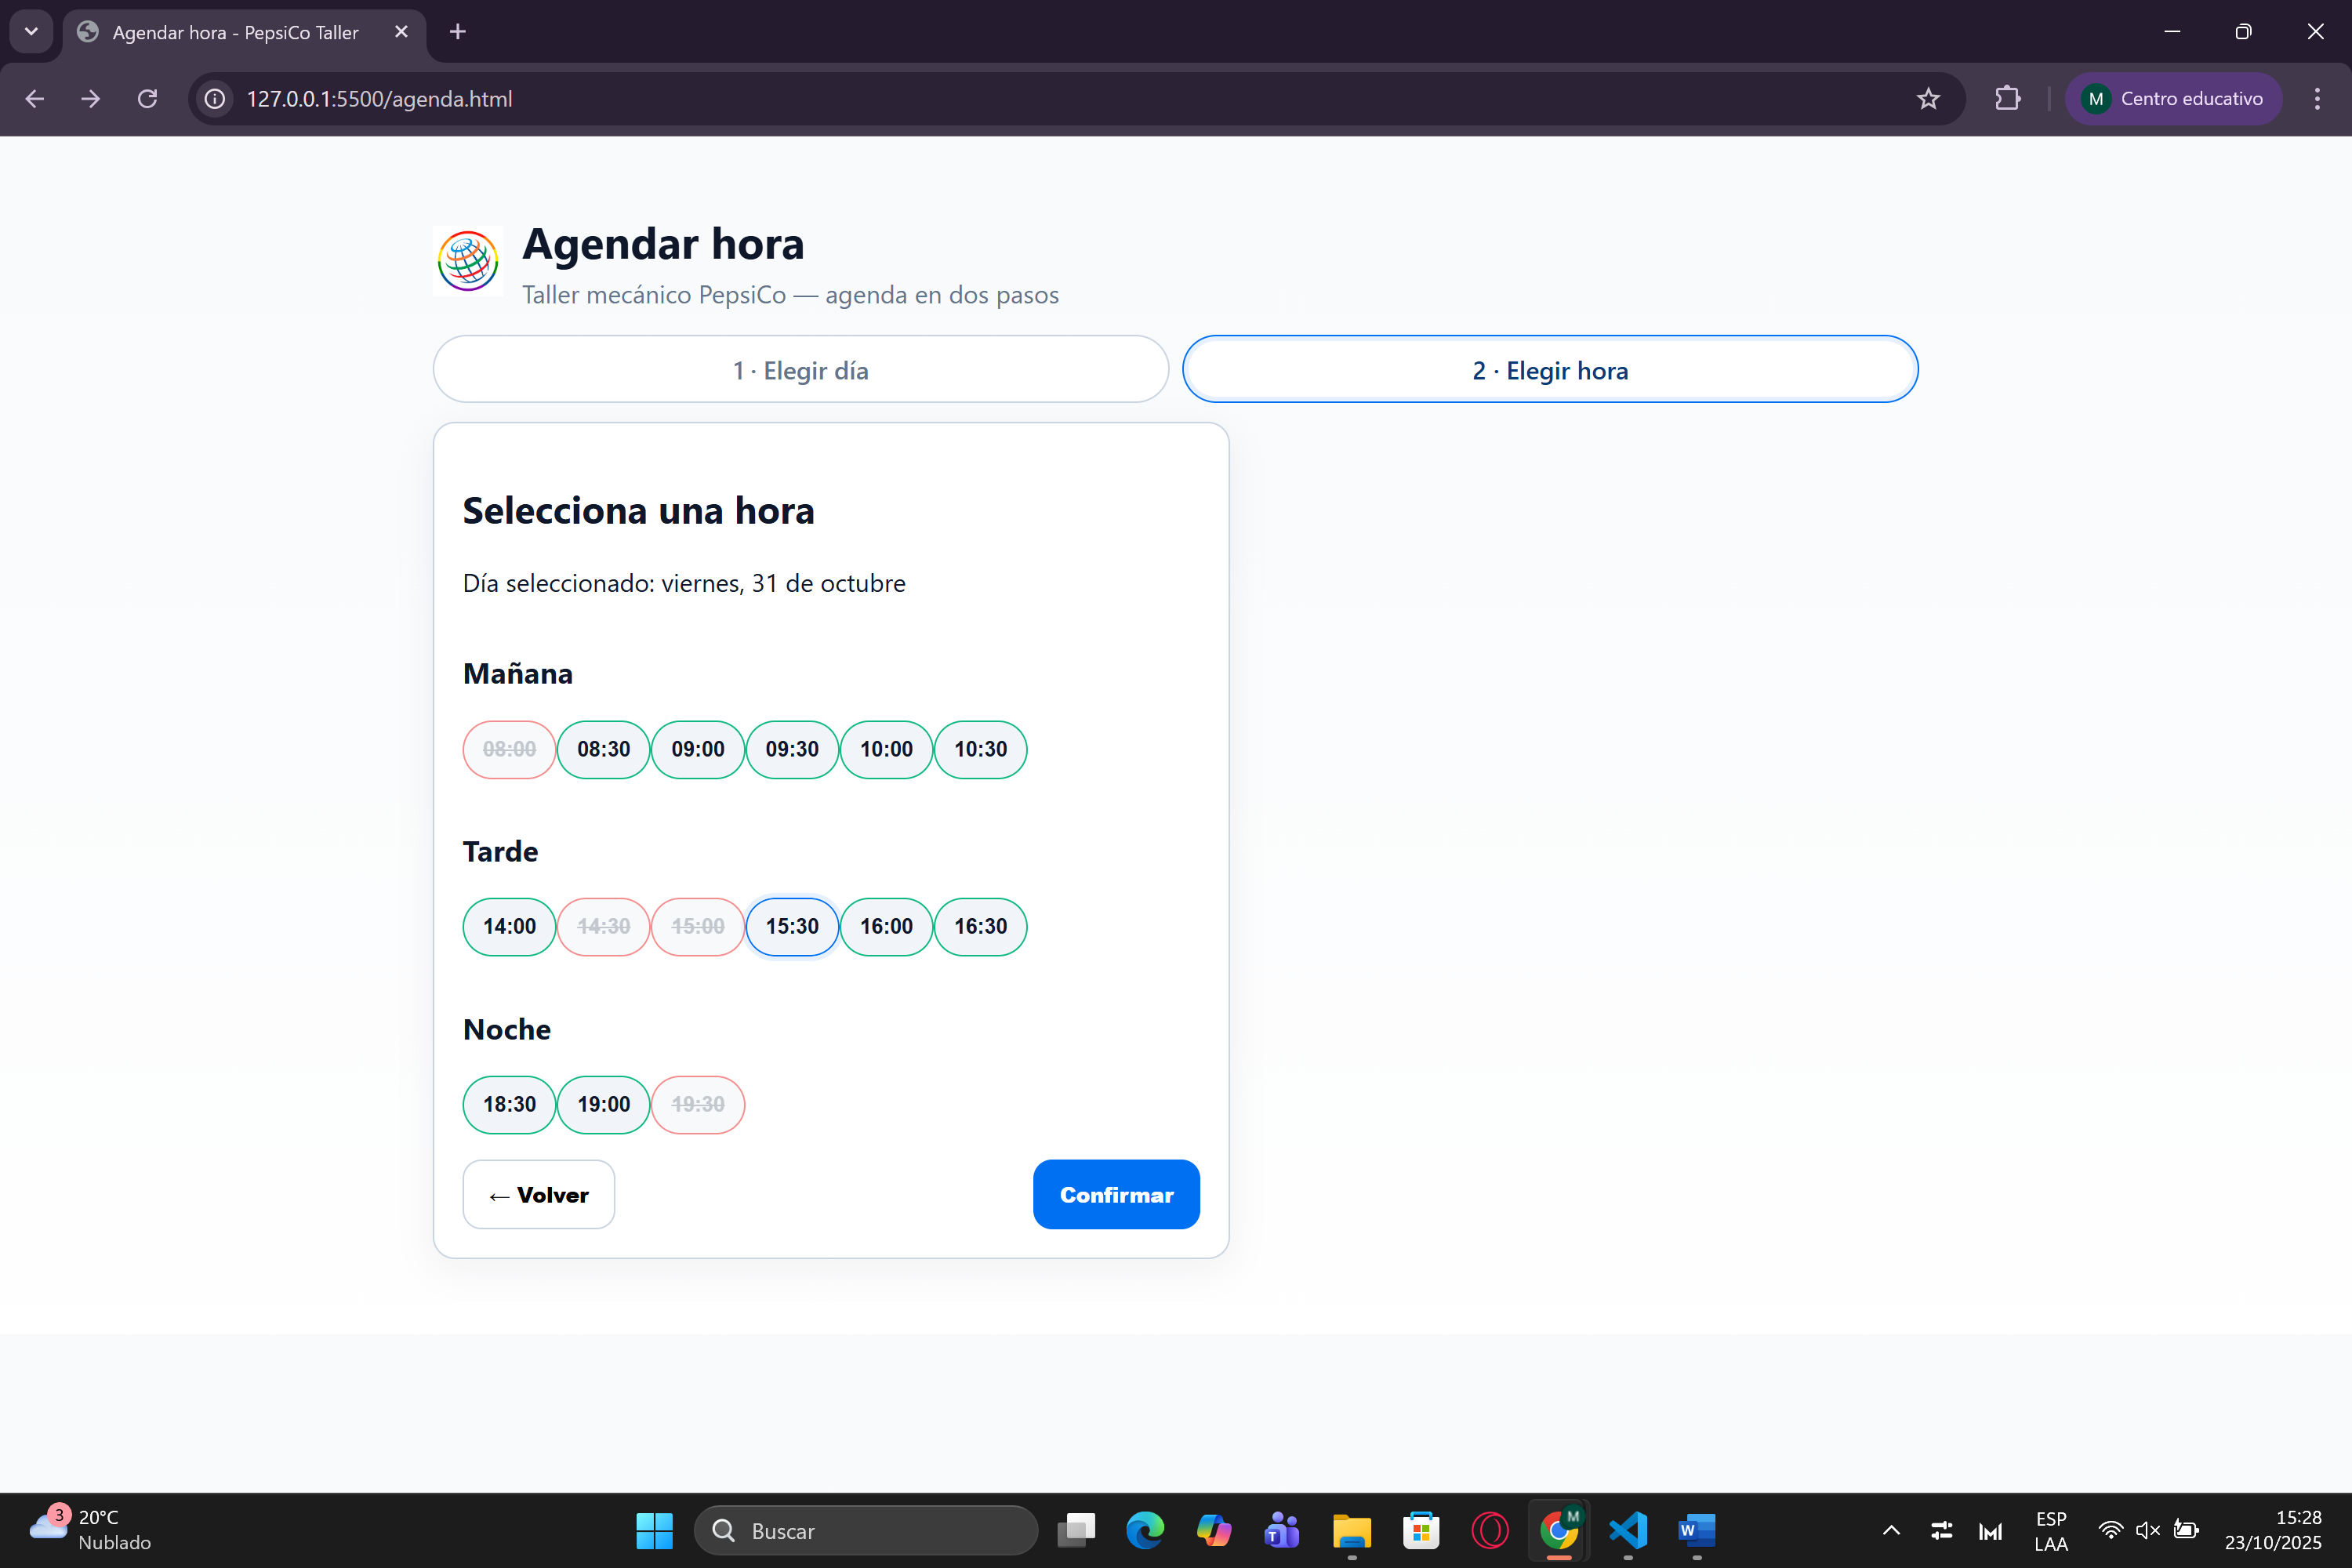 Agendar hora - PepsiCo Taller
127.0.0.1:5500/agenda.html
M Centro educativo
Agendar hora
Taller mecánico PepsiCo — agenda en dos pasos
1 · Elegir día
2 · Elegir hora
Selecciona una hora
Día seleccionado: viernes, 31 de octubre
Mañana
08:00 08:30 09:00 09:30 10:00 10:30
Tarde
14:00 14:30 15:00 15:30 16:00 16:30
Noche
18:30 19:00 19:30
← Volver
Confirmar
3
20°C
Nublado
Buscar
T
M
W
ESP
LAA
15:28
23/10/2025